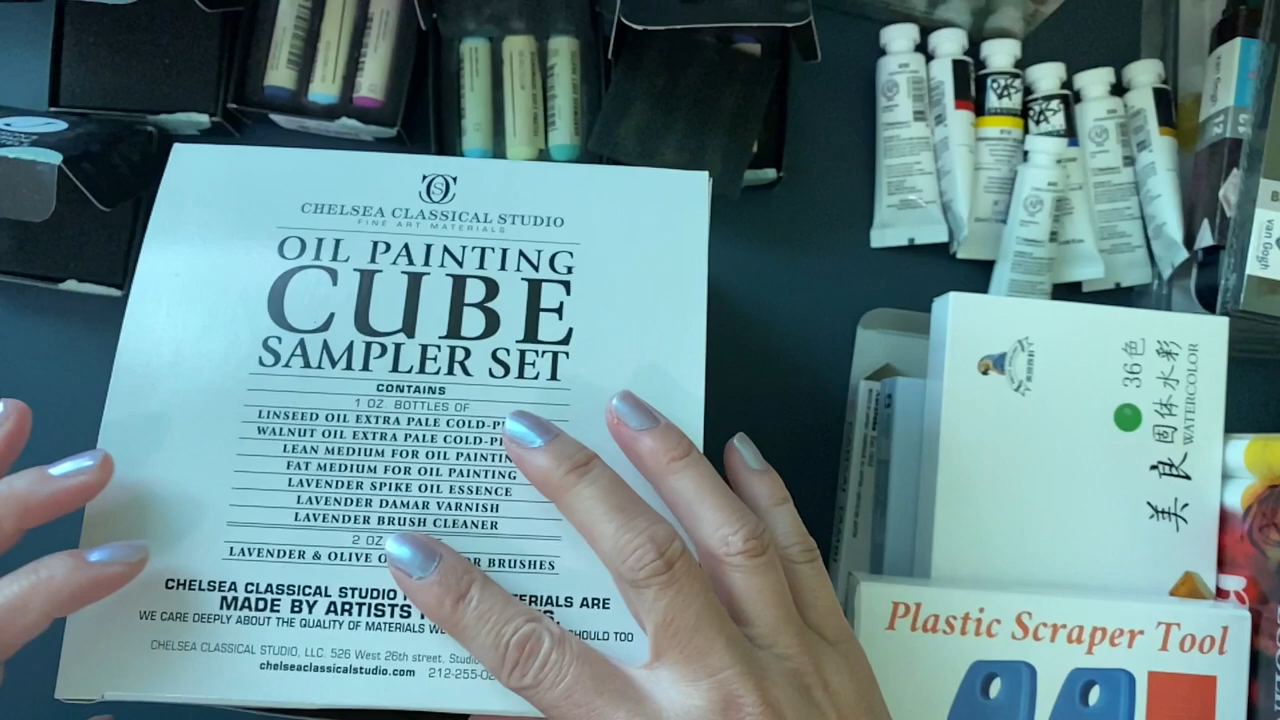 CHELSEA CLASSICAL STUDIO
FINE ART MATERIALS
OIL PAINTING
CUBE
SAMPLER SET
CONTAINS
1 OZ. BOTTLES OF
LINSEED OIL EXTRA PALE COLD-P
WALNUT OIL EXTRA PALE COLD-P
LEAN MEDIUM FOR OIL PAINTIN
FAT MEDIUM FOR OIL PAINTING
LAVENDER SPIKE OIL ESSENCE
LAVENDER DAMAR VARNISH
LAVENDER BRUSH CLEANER
2 OZ
LAVENDER & OLIVE O OR BRUSHES
CHELSEA CLASSICAL STUDIO TERIALS ARE
MADE BY ARTISTS
WE CARE DEEPLY ABOUT THE QUALITY OF MATERIALS WE SHOULD TOO
CHELSEA CLASSICAL STUDIO, LLC. 526 West 26th street, Studio
chelseaclassicalstudio.com 212-255-02
van Gogh
美良固体水彩 36色
WATERCOLOR
Plastic Scraper Tool